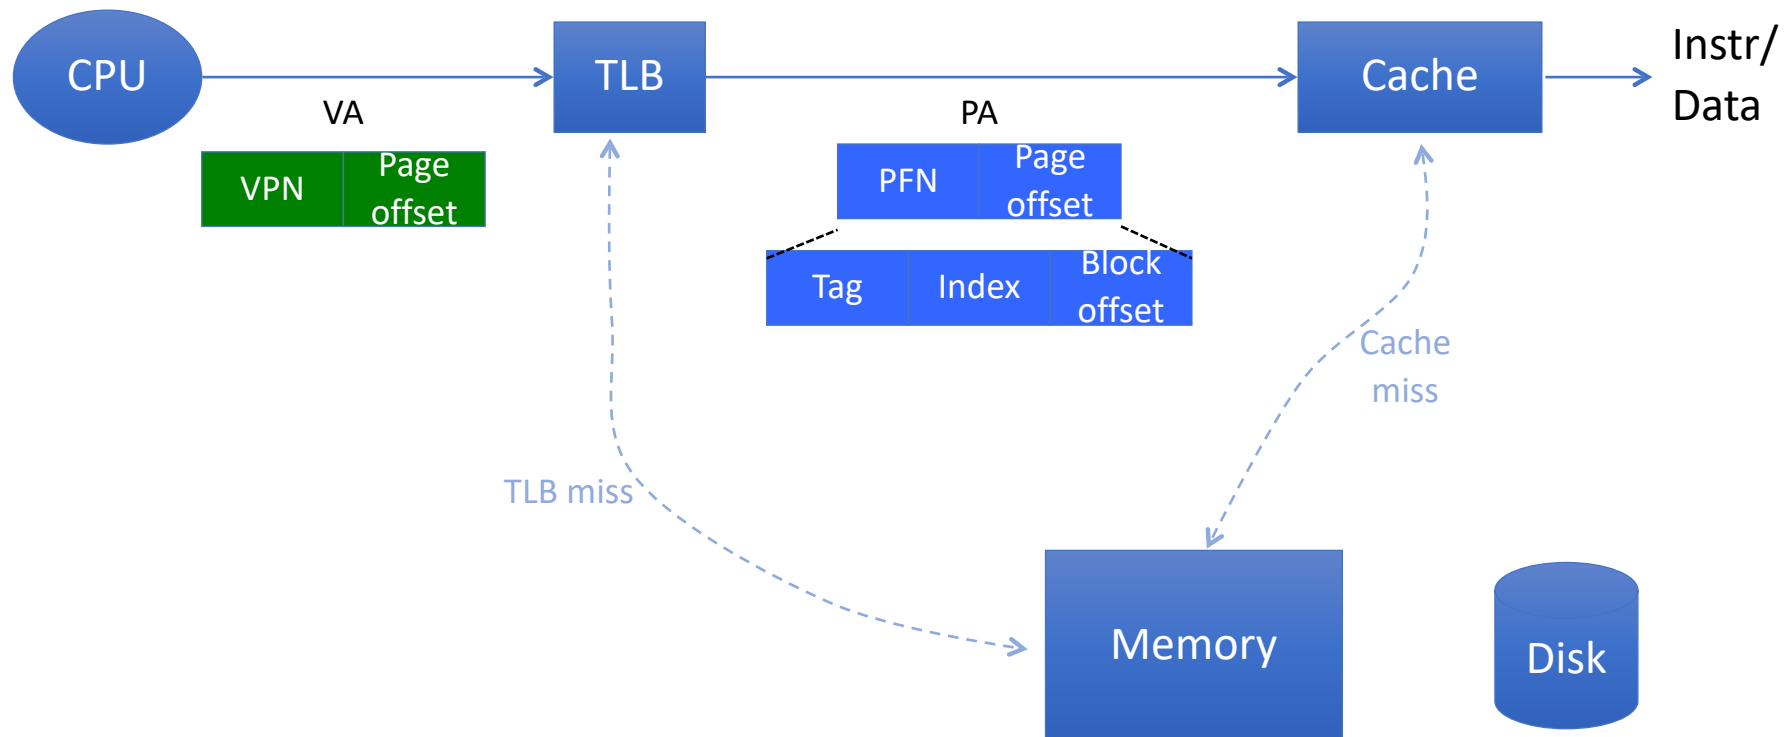 CPU
TLB
Cache
Instr/
Data
VA
PA
VPN
Page
offset
PFN
Page
offset
Tag
Index
Block
offset
Cache
miss
TLB miss
Memory
Disk